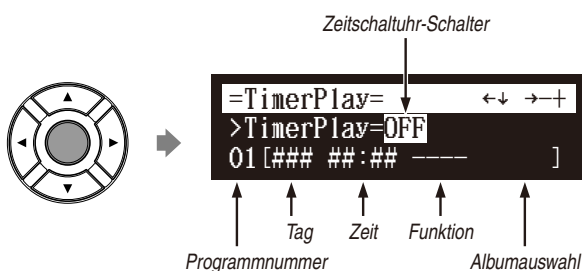 Zeitschaltuhr-Schalter
=TimerPlay= ←↓ →−+
>TimerPlay=OFF
01[### ##:## ---- ]
Tag Zeit Funktion
Programmnummer Albumauswahl